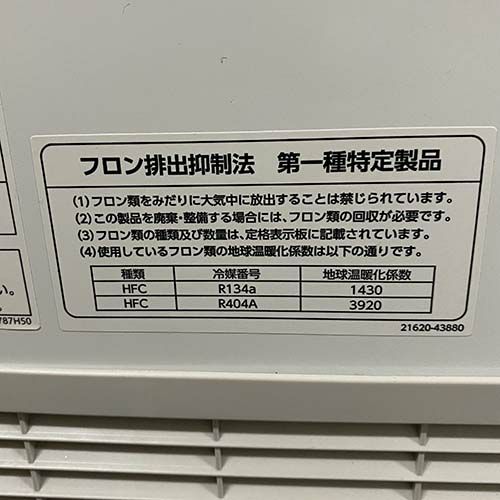 フロン排出抑制法 第一種特定製品
(1)フロン類をみだりに大気中に放出することは禁じられています。
(2)この製品を廃棄・整備する場合には、フロン類の回収が必要です。
(3)フロン類の種類及び数量は、定格表示板に記載されています。
(4)使用しているフロン類の地球温暖化係数は以下の通りです。
種類 冷媒番号 地球温暖化係数
HFC R134a 1430
HFC R404A 3920
21620-43880
い。
。
787H50